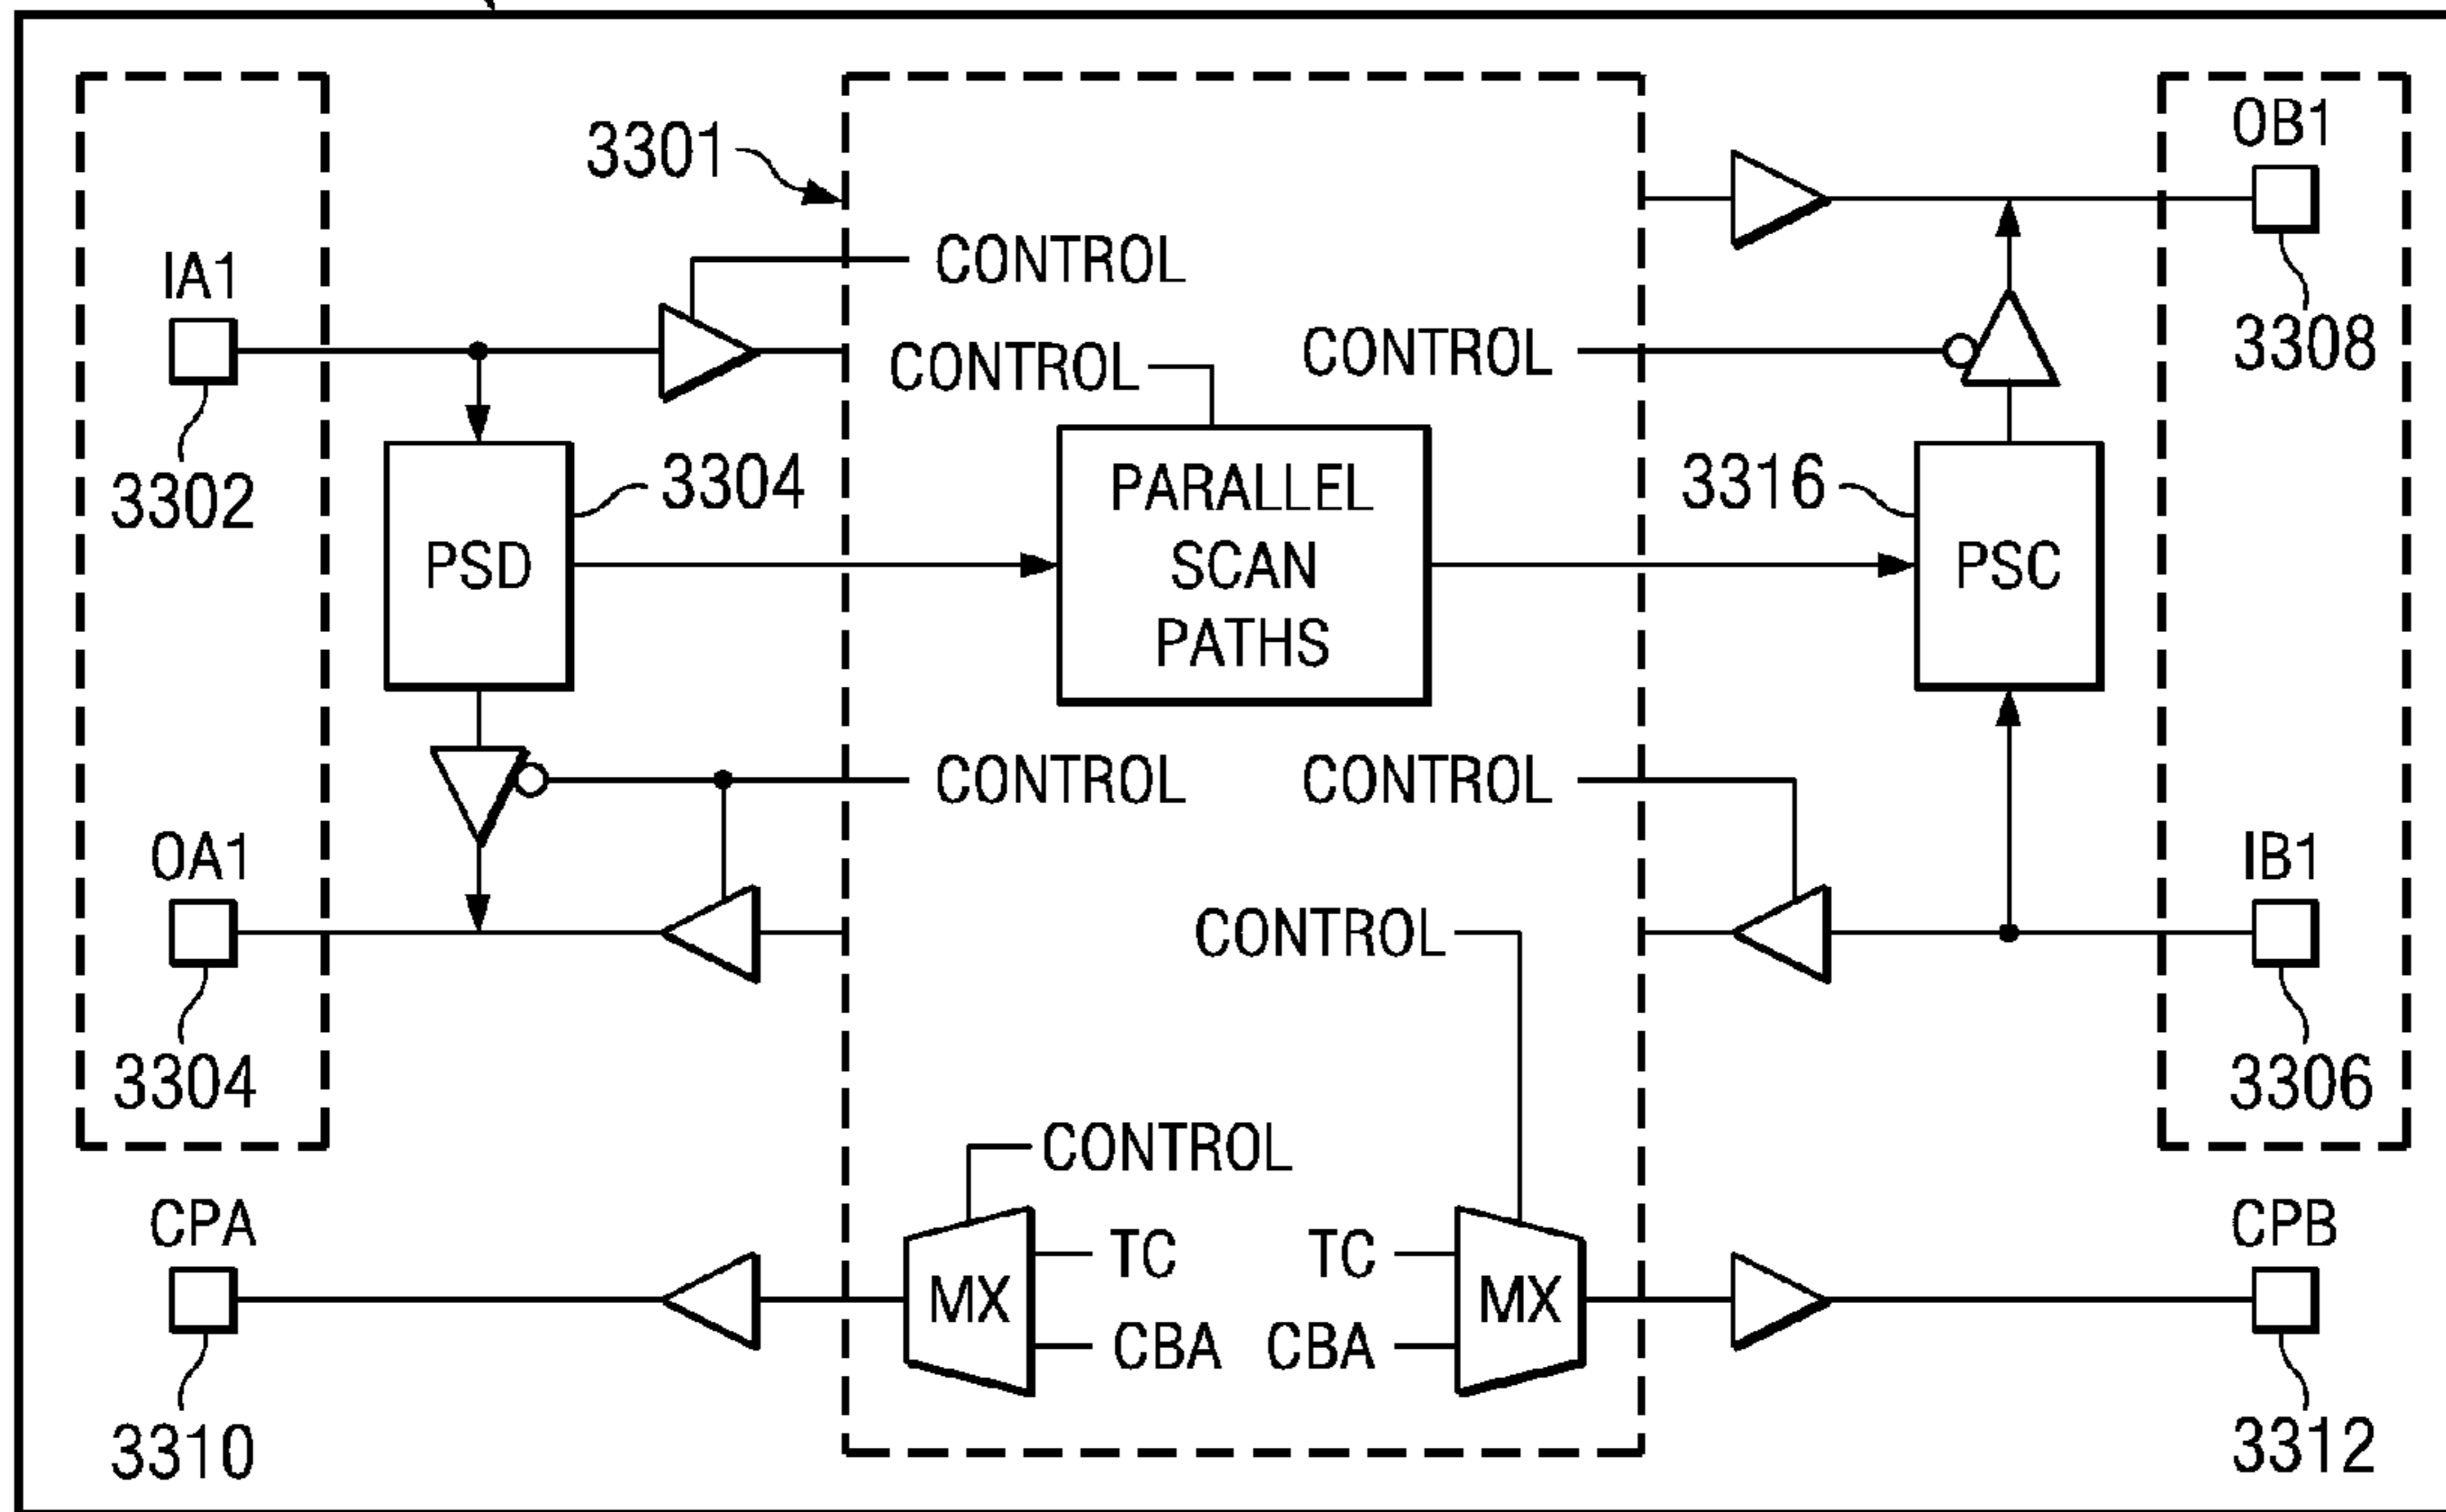 OB1
3301
CONTROL
IA1
CONTROL
CONTROL
3308
3302
3304
PARALLEL
SCAN
PATHS
3316
PSD
PSC
CONTROL
CONTROL
OA1
IB1
CONTROL
3304
3306
CONTROL
CPA
TC
TC
CPB
MX
MX
CBA
CBA
3310
3312